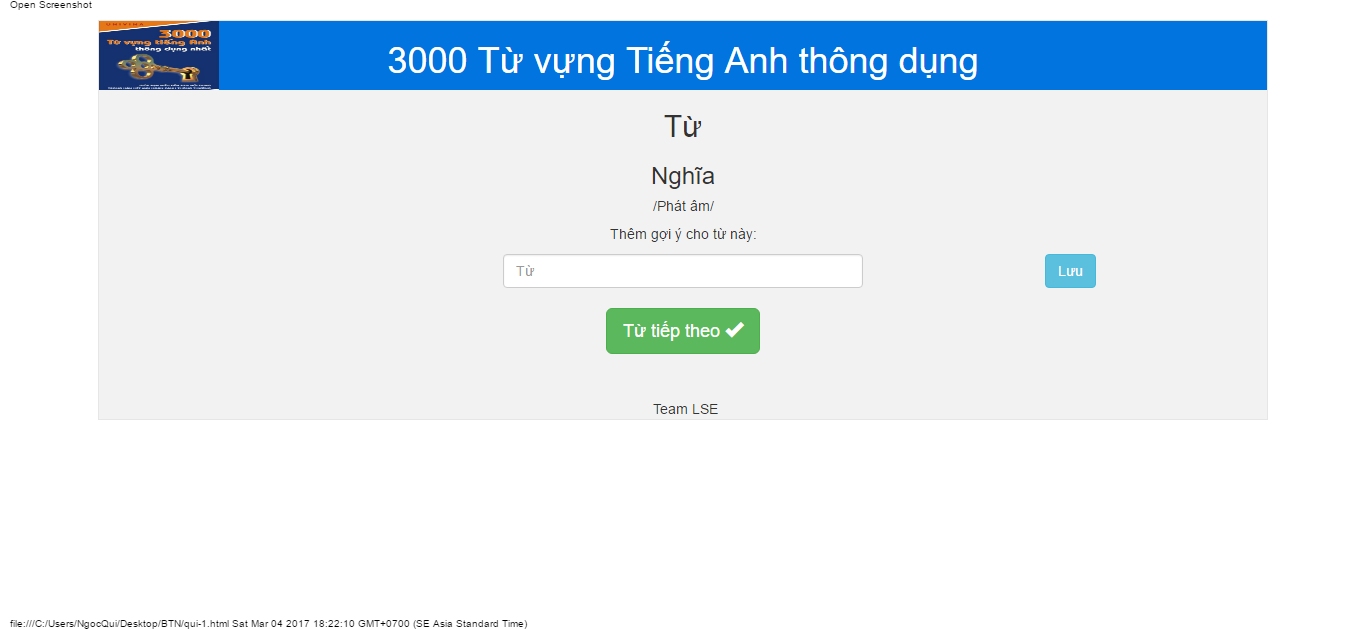 Open Screenshot
3000
Từ vựng tiếng Anh
thông dụng nhất
3000 Từ vựng Tiếng Anh thông dụng
Từ
Nghĩa
/Phát âm/
Thêm gợi ý cho từ này:
Từ
Lưu
Từ tiếp theo
Team LSE
file:///C:/Users/NgocQui/Desktop/BTN/qui-1.html Sat Mar 04 2017 18:22:10 GMT+0700 (SE Asia Standard Time)